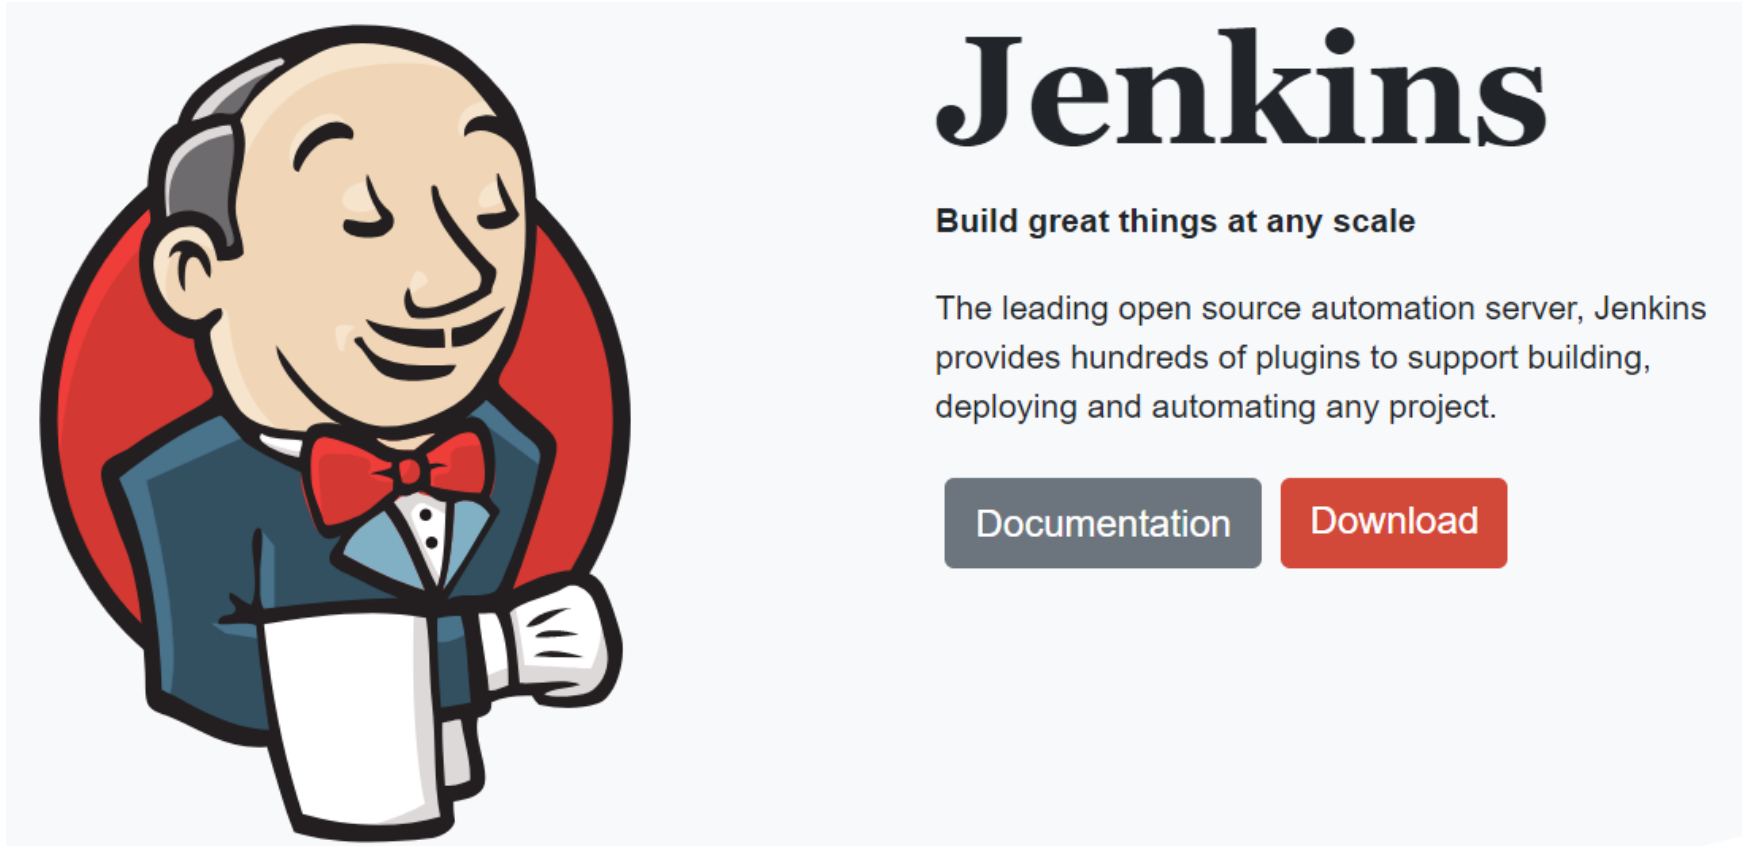 Jenkins
Build great things at any scale
The leading open source automation server, Jenkins
provides hundreds of plugins to support building,
deploying and automating any project.
Documentation
Download